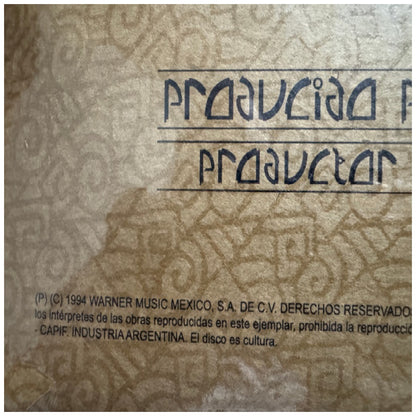 producido
productor
(P) (C) 1994 WARNER MUSIC MEXICO, S.A. DE C.V. DERECHOS RESERVADOS
los intérpretes de las obras reproducidas en este ejemplar, prohibida la reproducció
- CAPIF. INDUSTRIA ARGENTINA. El disco es cultura.